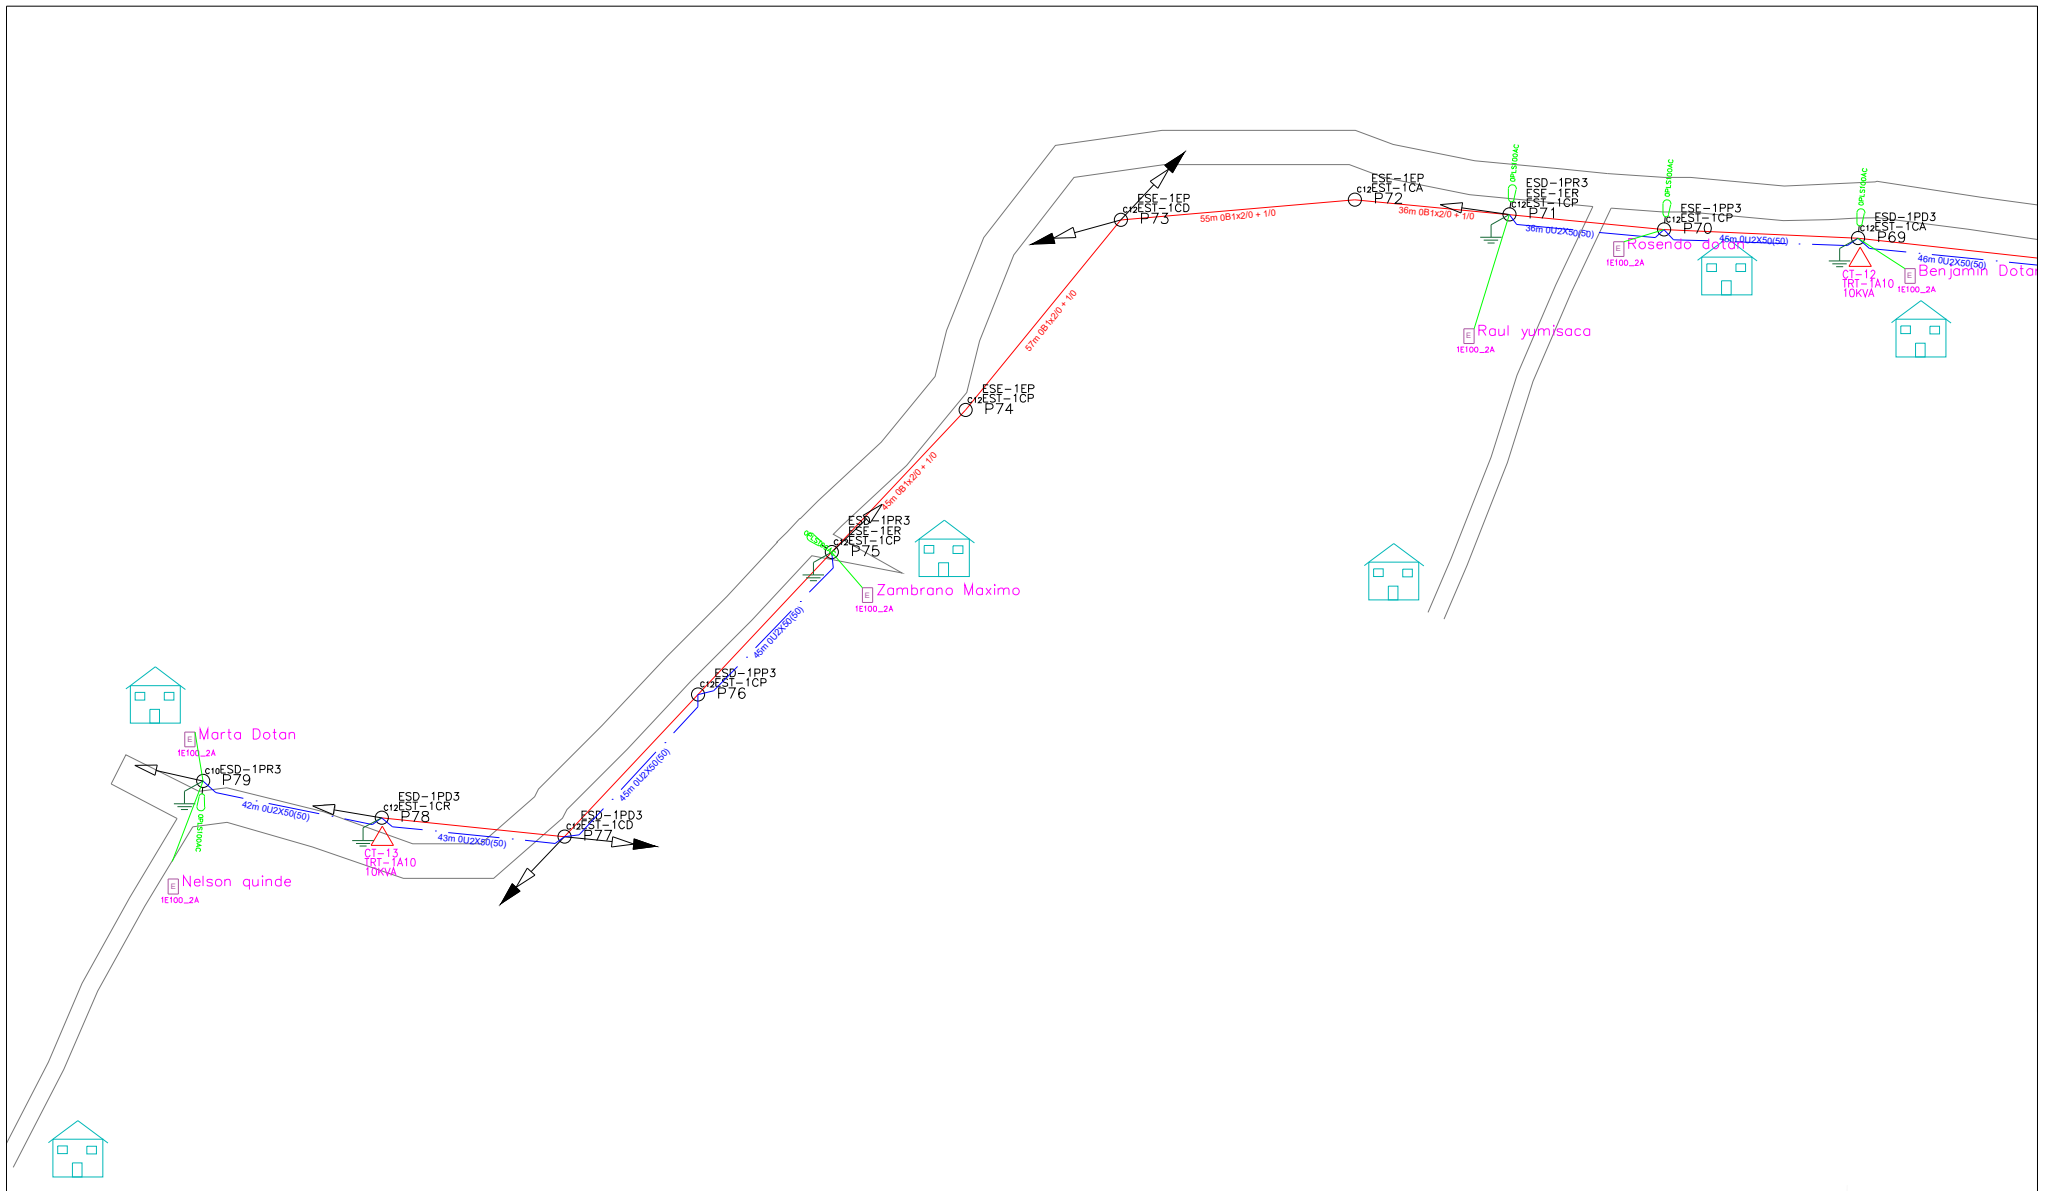 ESE-1EP
C12EST-1CD
P73
55m 0B1x2/0 + 1/0
ESE-1EP
C12EST-1CA
P72
36m 0B1x2/0 + 1/0
OPLS100AC
ESD-1PR3
ESE-1ER
C12EST-1CP
P71
36m 0U2X50(50)
OPLS100AC
ESE-1PP3
C12EST-1CP
P70
45m 0U2X50(50)
OPLS100AC
ESD-1PD3
C12EST-1CA
P69
46m 0U2X50(50)
E Rosendo dotan
1E100_2A
CT-12
TRT-1A10
10KVA
E Benjamin Dotan
1E100_2A
E Raul yumisaca
1E100_2A
57m 0B1x2/0 + 1/0
ESE-1EP
C12EST-1CP
P74
45m 0B1x2/0 + 1/0
ESD-1PR3
ESE-1ER
C12EST-1CP
P75
E Zambrano Maximo
1E100_2A
45m 0U2X50(50)
ESD-1PP3
C12EST-1CP
P76
45m 0U2X50(50)
E Marta Dotan
1E100_2A
C10ESD-1PR3
P79
OPLS100AC
42m 0U2X50(50)
ESD-1PD3
C12EST-1CR
P78
CT-13
TRT-1A10
10KVA
43m 0U2X50(50)
ESD-1PD3
C12EST-1CD
P77
E Nelson quinde
1E100_2A